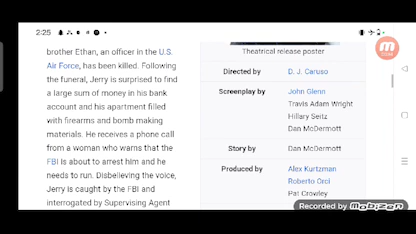 2:25
brother Ethan, an officer in the U.S.
Air Force, has been killed. Following
the funeral, Jerry is surprised to find
a large sum of money in his bank
account and his apartment filled
with firearms and bomb making
materials. He receives a phone call
from a woman who warns that the
FBI is about to arrest him and he
needs to run. Disbelieving the voice,
Jerry is caught by the FBI and
interrogated by Supervising Agent
Theatrical release poster
Directed by D. J. Caruso
Screenplay by John Glenn
Travis Adam Wright
Hillary Seitz
Dan McDermott
Story by Dan McDermott
Produced by Alex Kurtzman
Roberto Orci
Pat Crowley
Recorded by Mobizen